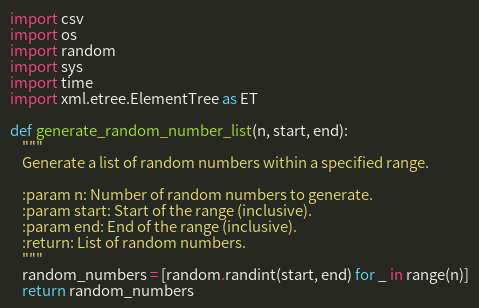 import csv
import os
import random
import sys
import time
import xml.etree.ElementTree as ET

def generate_random_number_list(n, start, end):
    """
    Generate a list of random numbers within a specified range.

    :param n: Number of random numbers to generate.
    :param start: Start of the range (inclusive).
    :param end: End of the range (inclusive).
    :return: List of random numbers.
    """
    random_numbers = [random.randint(start, end) for _ in range(n)]
    return random_numbers